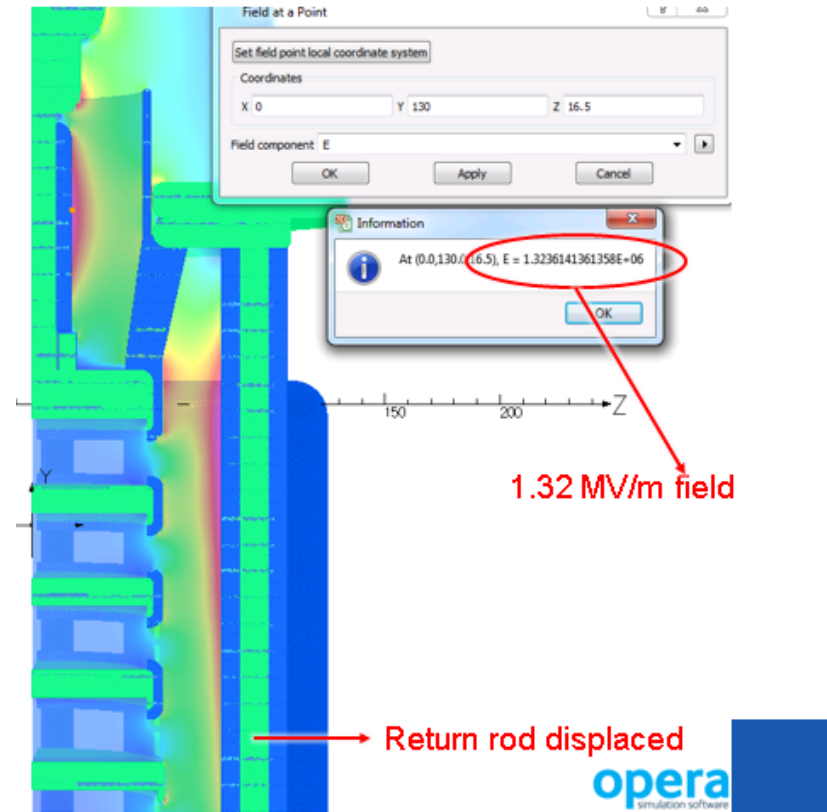 Field at a Point
Set field point local coordinate system
Coordinates
X 0 Y 130 Z 16.5
Field component E
OK Apply Cancel
Information
At (0.0,130.0,16.5), E = 1.3236141361358E+06
OK
150 200 Z
1.32 MV/m field
Y
Return rod displaced
opera
simulation software